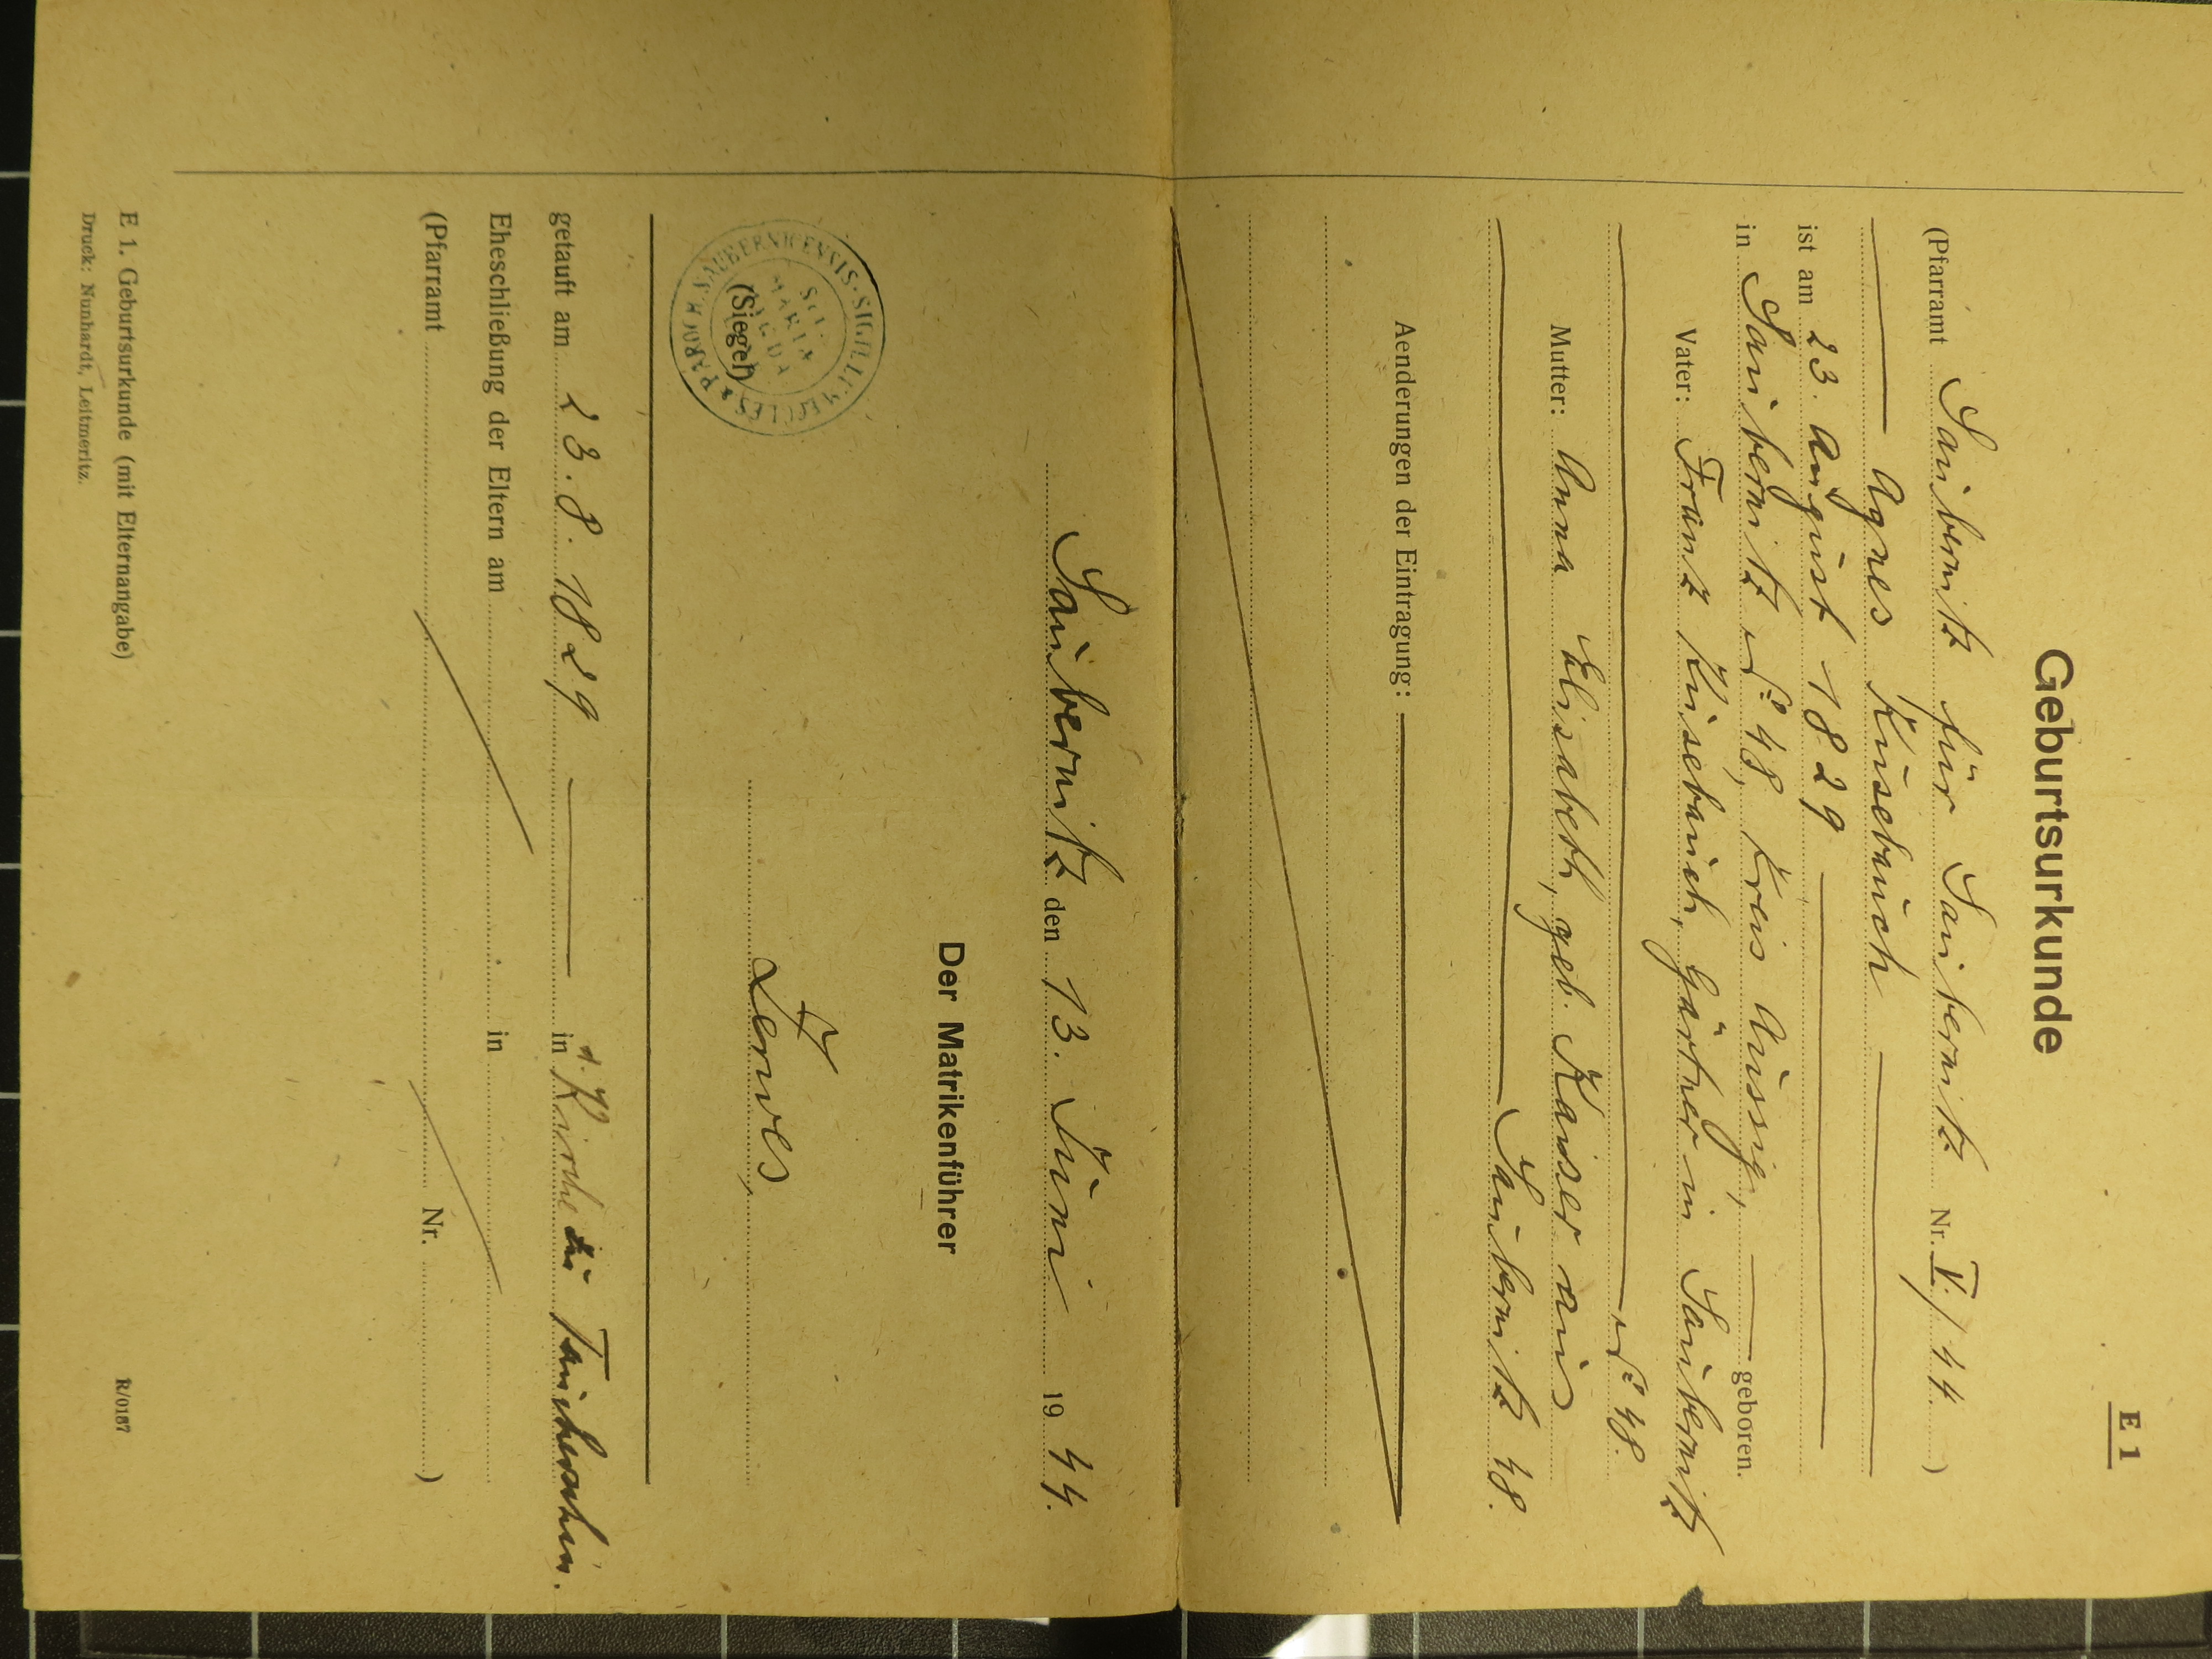 E 1
Geburtsurkunde
(Pfarramt Saubernitz für Saubernitz Nr. V./44. )
Agnes Kusebauch
ist am 23. August 1829
in Saubernitz No 48, Kreis Aussig, geboren.
Vater: Franz Kusebauch, Gärtner in Saubernitz
No 48.
Mutter: Anna Elisabeth, geb. Kaiser aus
Saubernitz 48.
Aenderungen der Eintragung:
Saubernitz den 13. Juni 1944.
Der Matrikenführer
SIGILLUM ECCLES & PAROCH. SAUBERNICENSIS
Sct. MARIA MAGDA
(Siegel)
getauft am 23.8.1829 in d. Kirche zu Taucherschin.
Eheschließung der Eltern am in
(Pfarramt Nr. )
E 1. Geburtsurkunde (mit Elternangabe)
R/0187
Druck: Nunhardt, Leitmeritz.